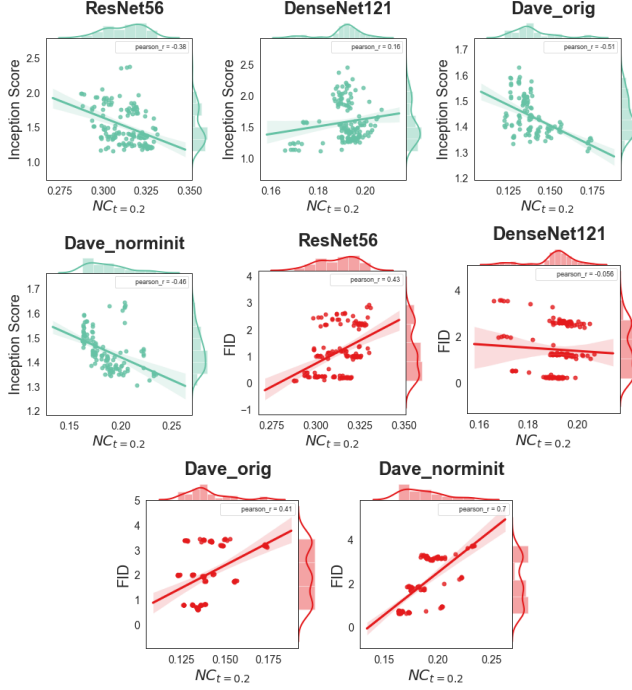 ResNet56
DenseNet121
Dave_orig
pearson_r = -0.38
pearson_r = 0.16
pearson_r = -0.51
Inception Score
2.5
2.0
1.5
1.0
0.275 0.300 0.325 0.350
NC t = 0.2
Inception Score
2.5
2.0
1.5
1.0
0.16 0.18 0.20
NC t = 0.2
Inception Score
1.7
1.6
1.5
1.4
1.3
1.2
0.125 0.150 0.175
NC t = 0.2
Dave_norminit
ResNet56
DenseNet121
pearson_r = -0.46
pearson_r = 0.43
pearson_r = -0.056
Inception Score
1.7
1.6
1.5
1.4
1.3
1.2
0.15 0.20 0.25
NC t = 0.2
FID
4
3
2
1
0
−1
0.275 0.300 0.325 0.350
NC t = 0.2
FID
4
2
0
0.16 0.18 0.20
NC t = 0.2
Dave_orig
Dave_norminit
pearson_r = 0.41
pearson_r = 0.7
FID
5
4
3
2
1
0
0.125 0.150 0.175
NC t = 0.2
FID
4
2
0
0.15 0.20 0.25
NC t = 0.2